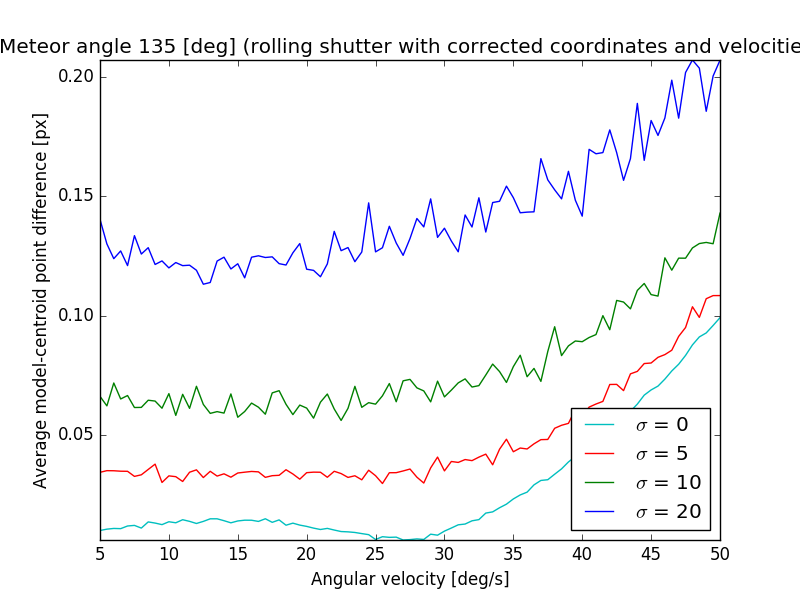 Meteor angle 135 [deg] (rolling shutter with corrected coordinates and velocitie
Average model-centroid point difference [px]
0.20
0.15
0.10
0.05
σ = 0
σ = 5
σ = 10
σ = 20
5 10 15 20 25 30 35 40 45 50
Angular velocity [deg/s]